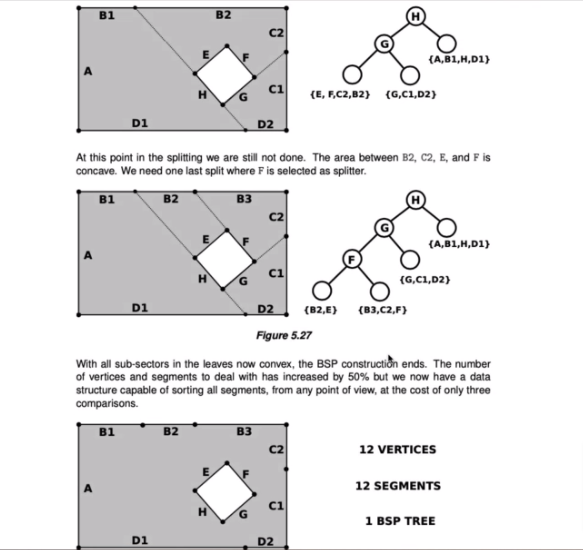 B1 B2
C2
E F
A
H G C1
D1 D2
H
G
{A,B1,H,D1}
{E, F,C2,B2} {G,C1,D2}
At this point in the splitting we are still not done. The area between B2, C2, E, and F is
concave. We need one last split where F is selected as splitter.
B1 B2 B3
C2
E F
A
H G C1
D1 D2
H
G
{A,B1,H,D1}
F
{G,C1,D2}
{B2,E} {B3,C2,F}
Figure 5.27
With all sub-sectors in the leaves now convex, the BSP construction ends. The number
of vertices and segments to deal with has increased by 50% but we now have a data
structure capable of sorting all segments, from any point of view, at the cost of only three
comparisons.
B1 B2 B3
C2
E F
A
H G C1
D1 D2
12 VERTICES
12 SEGMENTS
1 BSP TREE